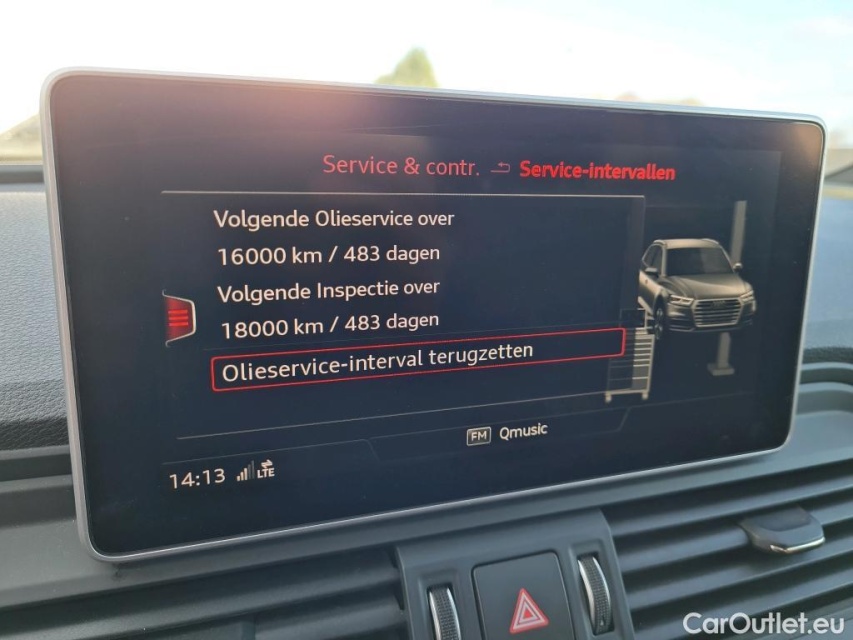 Service & contr. Service-intervallen
Volgende Olieservice over
16000 km / 483 dagen
Volgende Inspectie over
18000 km / 483 dagen
Olieservice-interval terugzetten
FM Qmusic
14:13 LTE
CarOutlet.eu